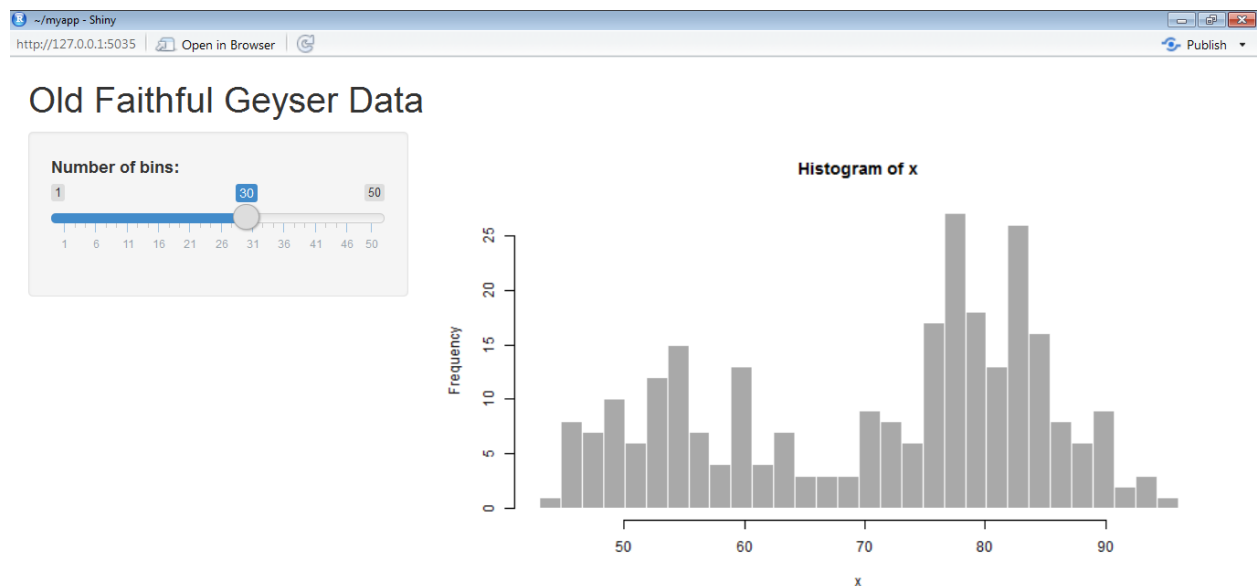 ~/myapp - Shiny
http://127.0.0.1:5035 Open in Browser Publish
Old Faithful Geyser Data
Number of bins:
1 30 50
1 6 11 16 21 26 31 36 41 46 50
Histogram of x
Frequency
25
20
15
10
5
0
50 60 70 80 90
x